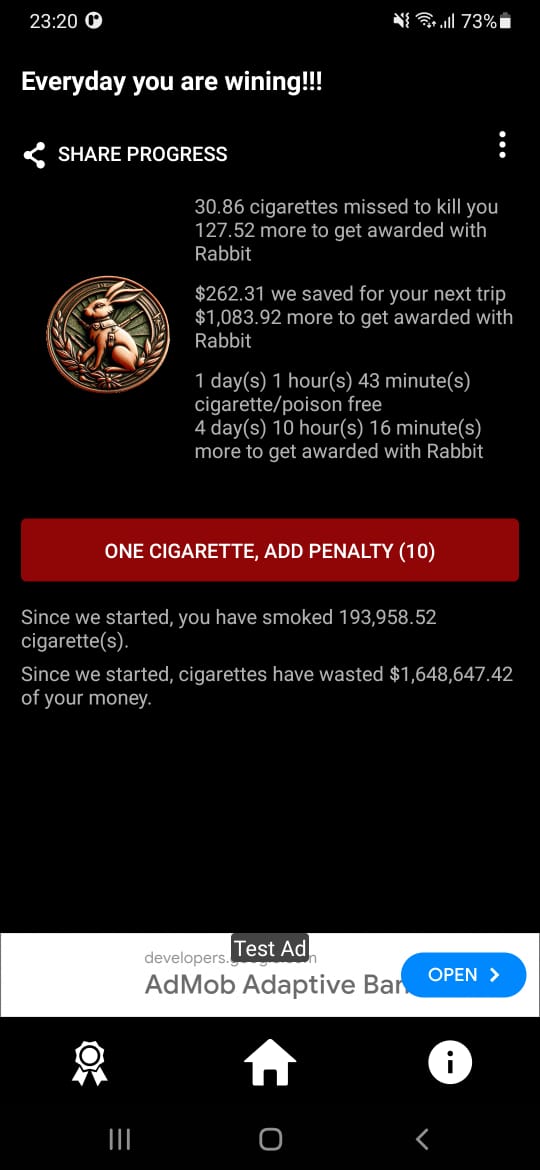 23:20 73%
Everyday you are wining!!!
SHARE PROGRESS
30.86 cigarettes missed to kill you
127.52 more to get awarded with
Rabbit
$262.31 we saved for your next trip
$1,083.92 more to get awarded with
Rabbit
1 day(s) 1 hour(s) 43 minute(s)
cigarette/poison free
4 day(s) 10 hour(s) 16 minute(s)
more to get awarded with Rabbit
ONE CIGARETTE, ADD PENALTY (10)
Since we started, you have smoked 193,958.52
cigarette(s).
Since we started, cigarettes have wasted $1,648,647.42
of your money.
Test Ad
developers.
AdMob Adaptive Ban
OPEN